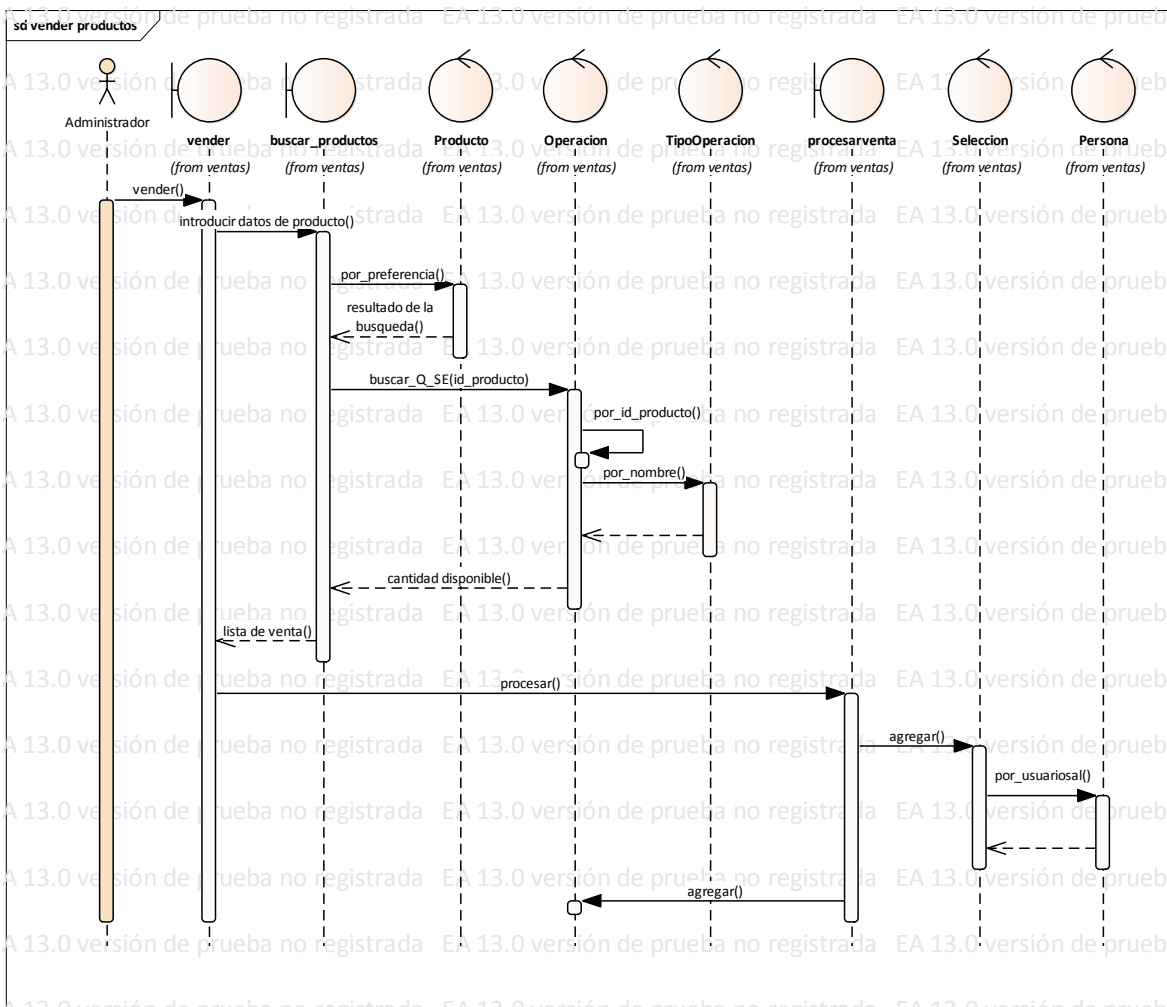 sd vender productos
Administrador
vender
(from ventas)
buscar_productos
(from ventas)
Producto
(from ventas)
Operacion
(from ventas)
TipoOperacion
(from ventas)
procesarventa
(from ventas)
Seleccion
(from ventas)
Persona
(from ventas)
vender()
introducir datos de producto()
por_preferencia()
resultado de la
busqueda()
buscar_Q_SE(id_producto)
por_id_producto()
por_nombre()
cantidad disponible()
lista de venta()
procesar()
agregar()
por_usuariosal()
agregar()
EA 13.0 versión de prueba no registrada